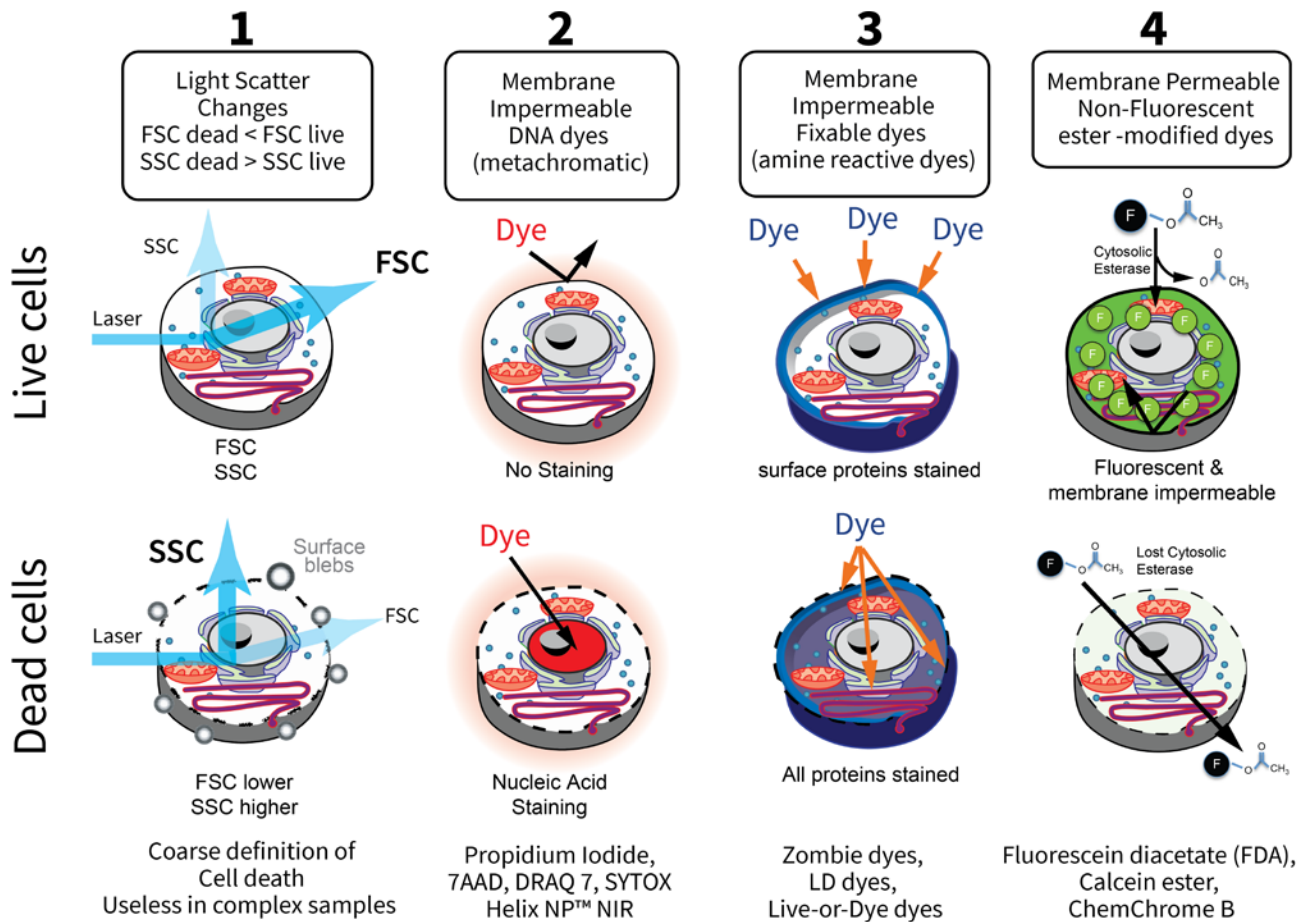 1
Light Scatter
Changes
FSC dead < FSC live
SSC dead > SSC live
2
Membrane
Impermeable
DNA dyes
(metachromatic)
3
Membrane
Impermeable
Fixable dyes
(amine reactive dyes)
4
Membrane Permeable
Non-Fluorescent
ester -modified dyes
Live cells
SSC
FSC
Laser
FSC
SSC
Dye
No Staining
Dye
Dye
Dye
surface proteins stained
F
O
O
CH3
Cytosolic
Esterase
O
O
CH3
F
F
F
F
F
F
F
F
F
F
Fluorescent &
membrane impermeable
Dead cells
SSC
Surface
blebs
Laser
FSC
FSC lower
SSC higher
Dye
Nucleic Acid
Staining
Dye
All proteins stained
F
O
O
CH3
Lost Cytosolic
Esterase
F
O
O
CH3
Coarse definition of
Cell death
Useless in complex samples
Propidium Iodide,
7AAD, DRAQ 7, SYTOX
Helix NP™ NIR
Zombie dyes,
LD dyes,
Live-or-Dye dyes
Fluorescein diacetate (FDA),
Calcein ester,
ChemChrome B